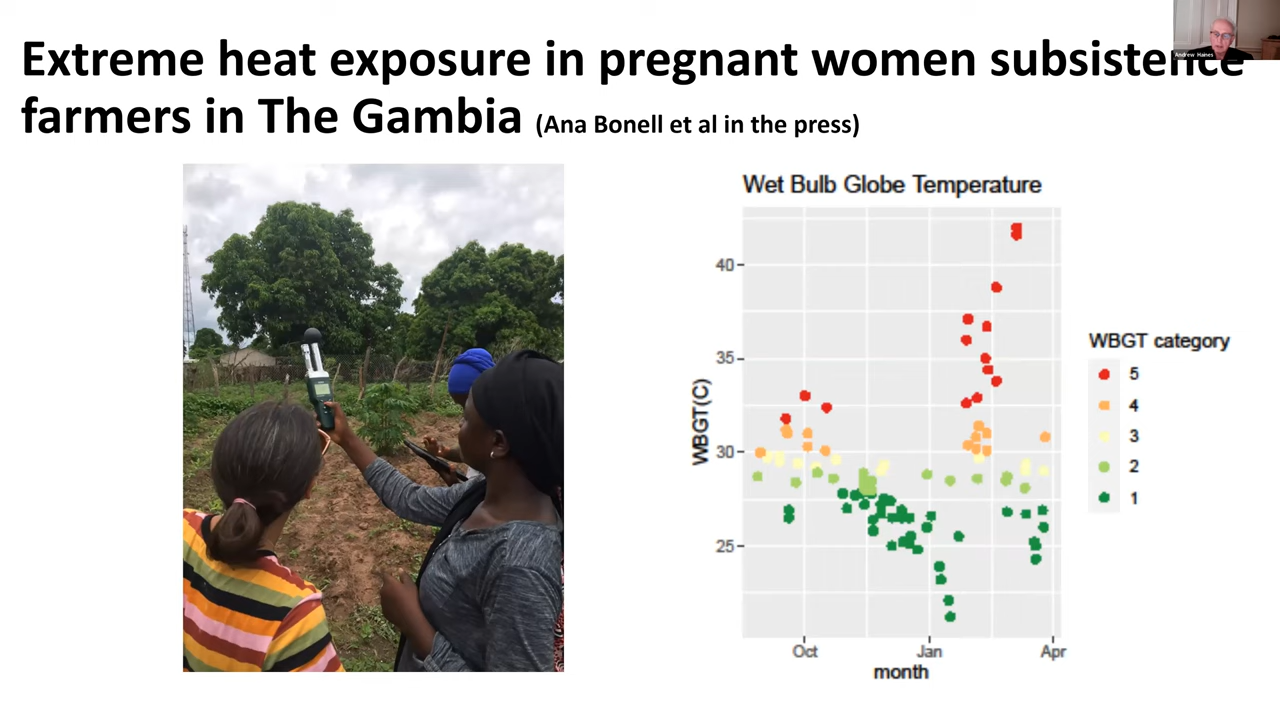 Extreme heat exposure in pregnant women subsistence
farmers in The Gambia (Ana Bonell et al in the press)
Andrew Haines
Wet Bulb Globe Temperature
WBGT(C)
40
35
30
25
Oct
Jan
Apr
month
WBGT category
5
4
3
2
1